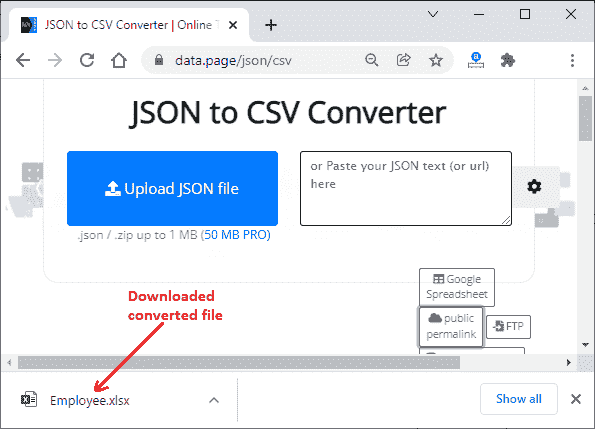 JSON to CSV Converter | Online T
data.page/json/csv
JSON to CSV Converter
Upload JSON file
or Paste your JSON text (or url)
here
.json / .zip up to 1 MB (50 MB PRO)
Google
Spreadsheet
public
permalink
FTP
Downloaded
converted file
Employee.xlsx
Show all